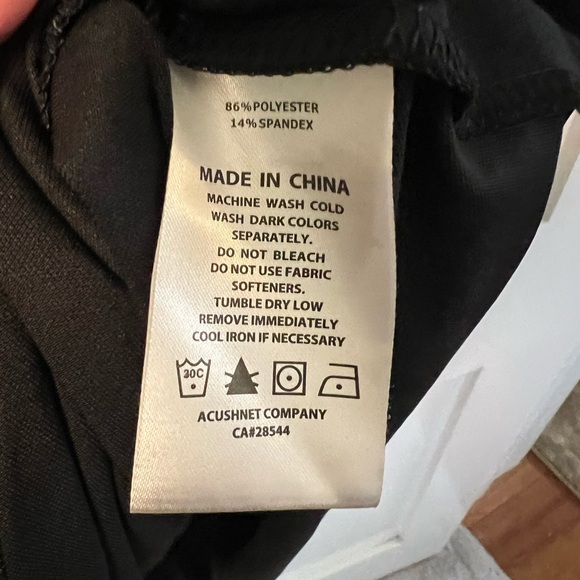 86%POLYESTER
14%SPANDEX
MADE IN CHINA
MACHINE WASH COLD
WASH DARK COLORS
SEPARATELY.
DO NOT BLEACH
DO NOT USE FABRIC
SOFTENERS.
TUMBLE DRY LOW
REMOVE IMMEDIATELY
COOL IRON IF NECESSARY
30C
ACUSHNET COMPANY
CA#28544